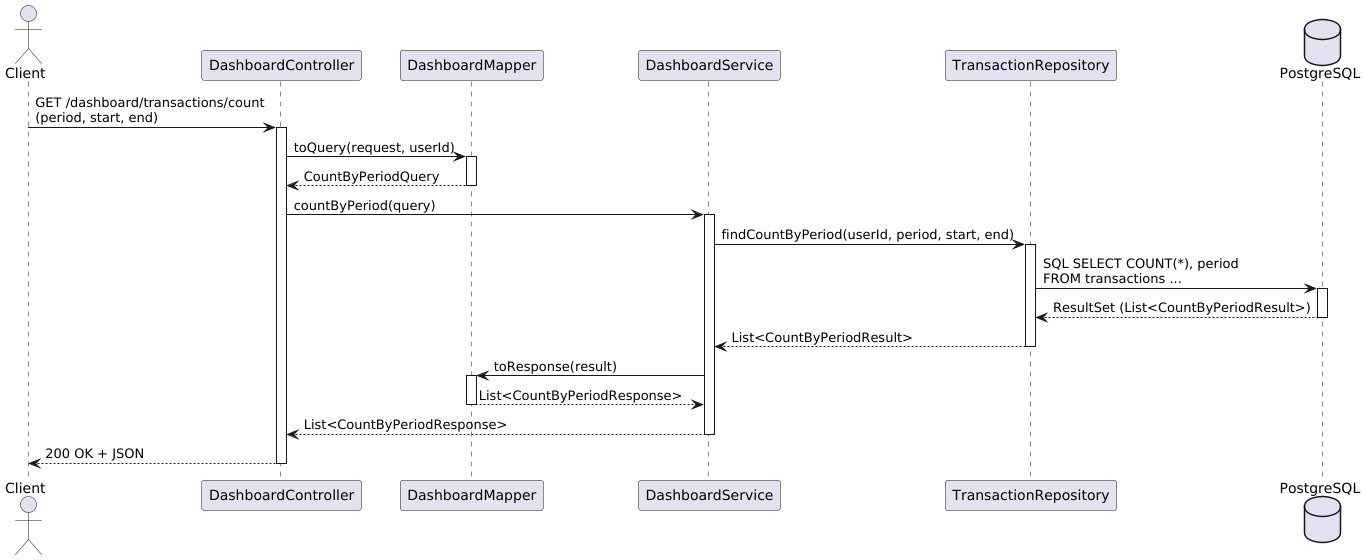 Client
DashboardController
DashboardMapper
DashboardService
TransactionRepository
PostgreSQL
GET /dashboard/transactions/count
(period, start, end)
toQuery(request, userId)
CountByPeriodQuery
countByPeriod(query)
findCountByPeriod(userId, period, start, end)
SQL SELECT COUNT(*), period
FROM transactions ...
ResultSet (List<CountByPeriodResult>)
List<CountByPeriodResult>
toResponse(result)
List<CountByPeriodResponse>
List<CountByPeriodResponse>
200 OK + JSON
Client
DashboardController
DashboardMapper
DashboardService
TransactionRepository
PostgreSQL